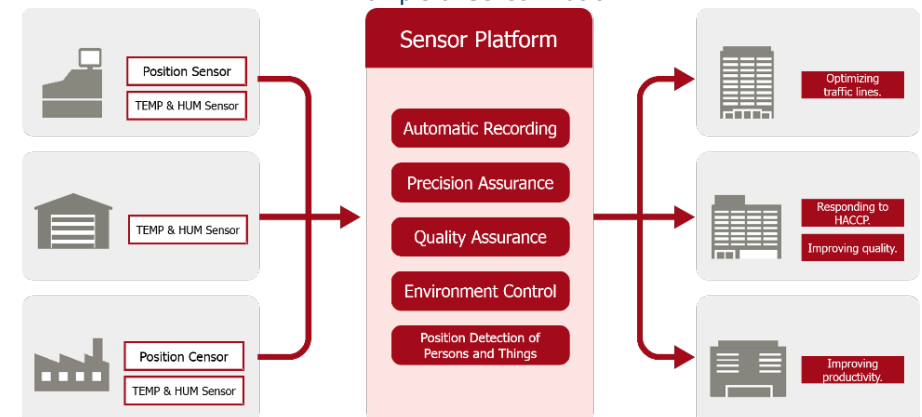 Sensor Platform
Position Sensor
TEMP & HUM Sensor
TEMP & HUM Sensor
Position Censor
TEMP & HUM Sensor
Automatic Recording
Precision Assurance
Quality Assurance
Environment Control
Position Detection of
Persons and Things
Optimizing
traffic lines.
Responding to
HACCP.
Improving quality.
Improving
productivity.